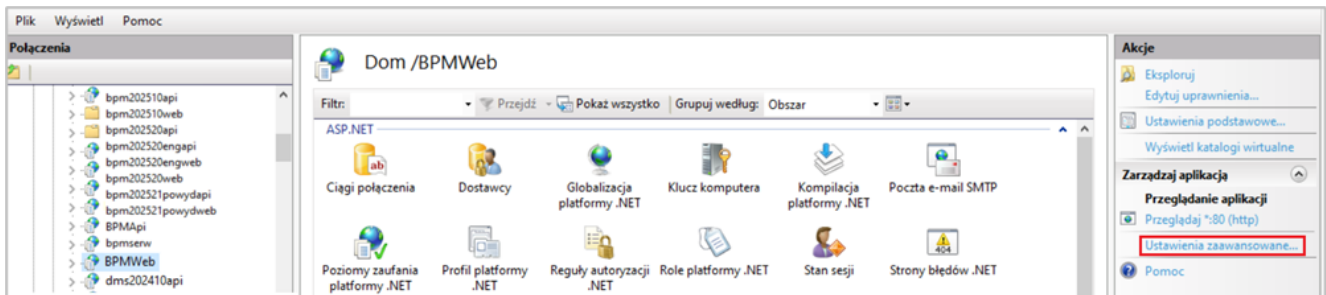 Plik Wyświetl Pomoc
Połączenia
bpm202510api
bpm202510web
bpm202520api
bpm202520engapi
bpm202520engweb
bpm202520web
bpm202521powydapi
bpm202521powydweb
BPMApi
bpmserw
BPMWeb
dms202410api
Dom /BPMWeb
Filtr: Przejdź Pokaż wszystko Grupuj według: Obszar
ASP.NET
Ciągi połączenia
Dostawcy
Globalizacja
platformy .NET
Klucz komputera
Kompilacja
platformy .NET
Poczta e-mail SMTP
Poziomy zaufania
platformy .NET
Profil platformy
.NET
Reguły autoryzacji
.NET
Role platformy .NET
Stan sesji
Strony błędów .NET
Akcje
Eksploruj
Edytuj uprawnienia...
Ustawienia podstawowe...
Wyświetl katalogi wirtualne
Zarządzaj aplikacją
Przeglądanie aplikacji
Przeglądaj *:80 (http)
Ustawienia zaawansowane...
Pomoc